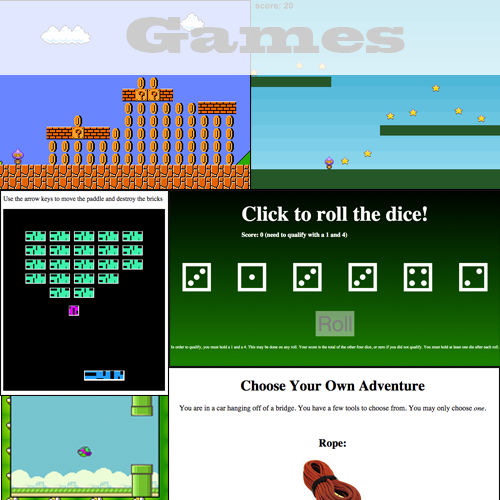 score: 20
Games
Use the arrow keys to move the paddle and destroy the bricks
Click to roll the dice!
Score: 0 (need to qualify with a 1 and 4)
Roll
In order to qualify, you must hold a 1 and a 4. This may be done on any roll. Your score is the total of the other four dice, or zero if you did not qualify. You must hold at least one die after each roll.
Choose Your Own Adventure
You are in a car hanging off of a bridge. You have a few tools to choose from. You may only choose one.
Rope: